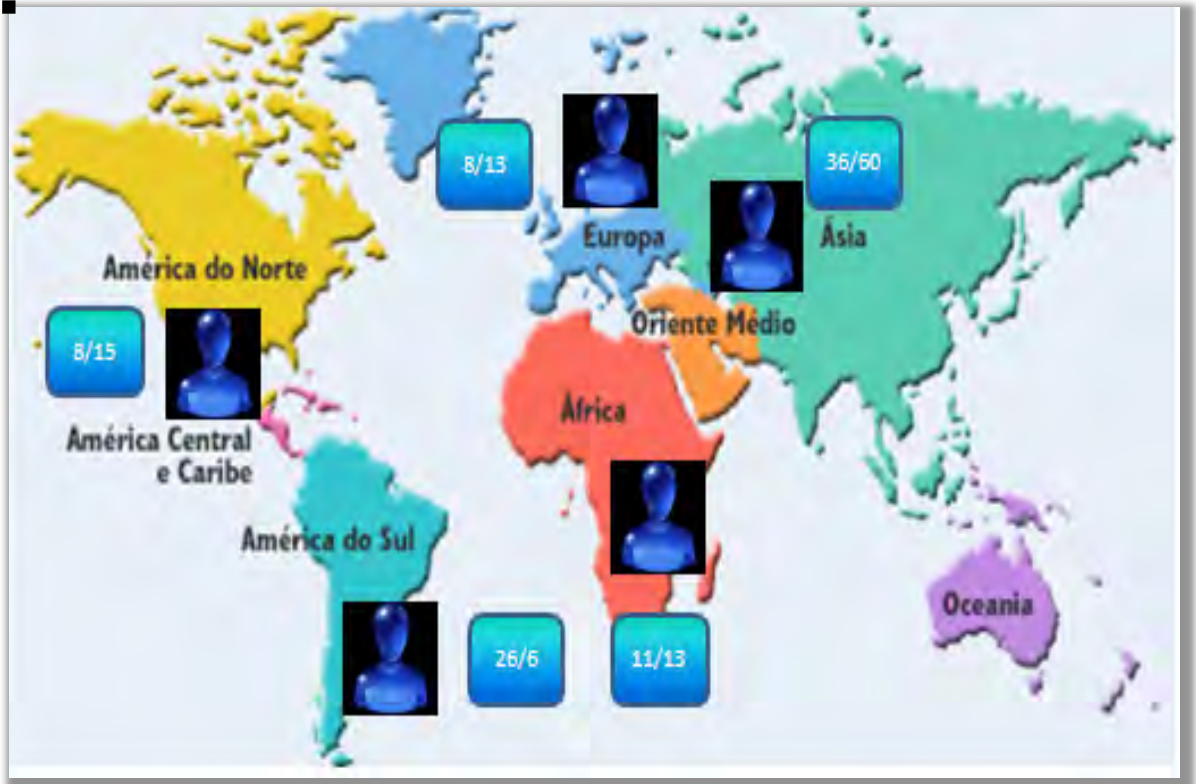 8/13
36/60
Europa
Ásia
América do Norte
Oriente Médio
8/15
África
América Central
e Caribe
América do Sul
Oceania
26/6
11/13